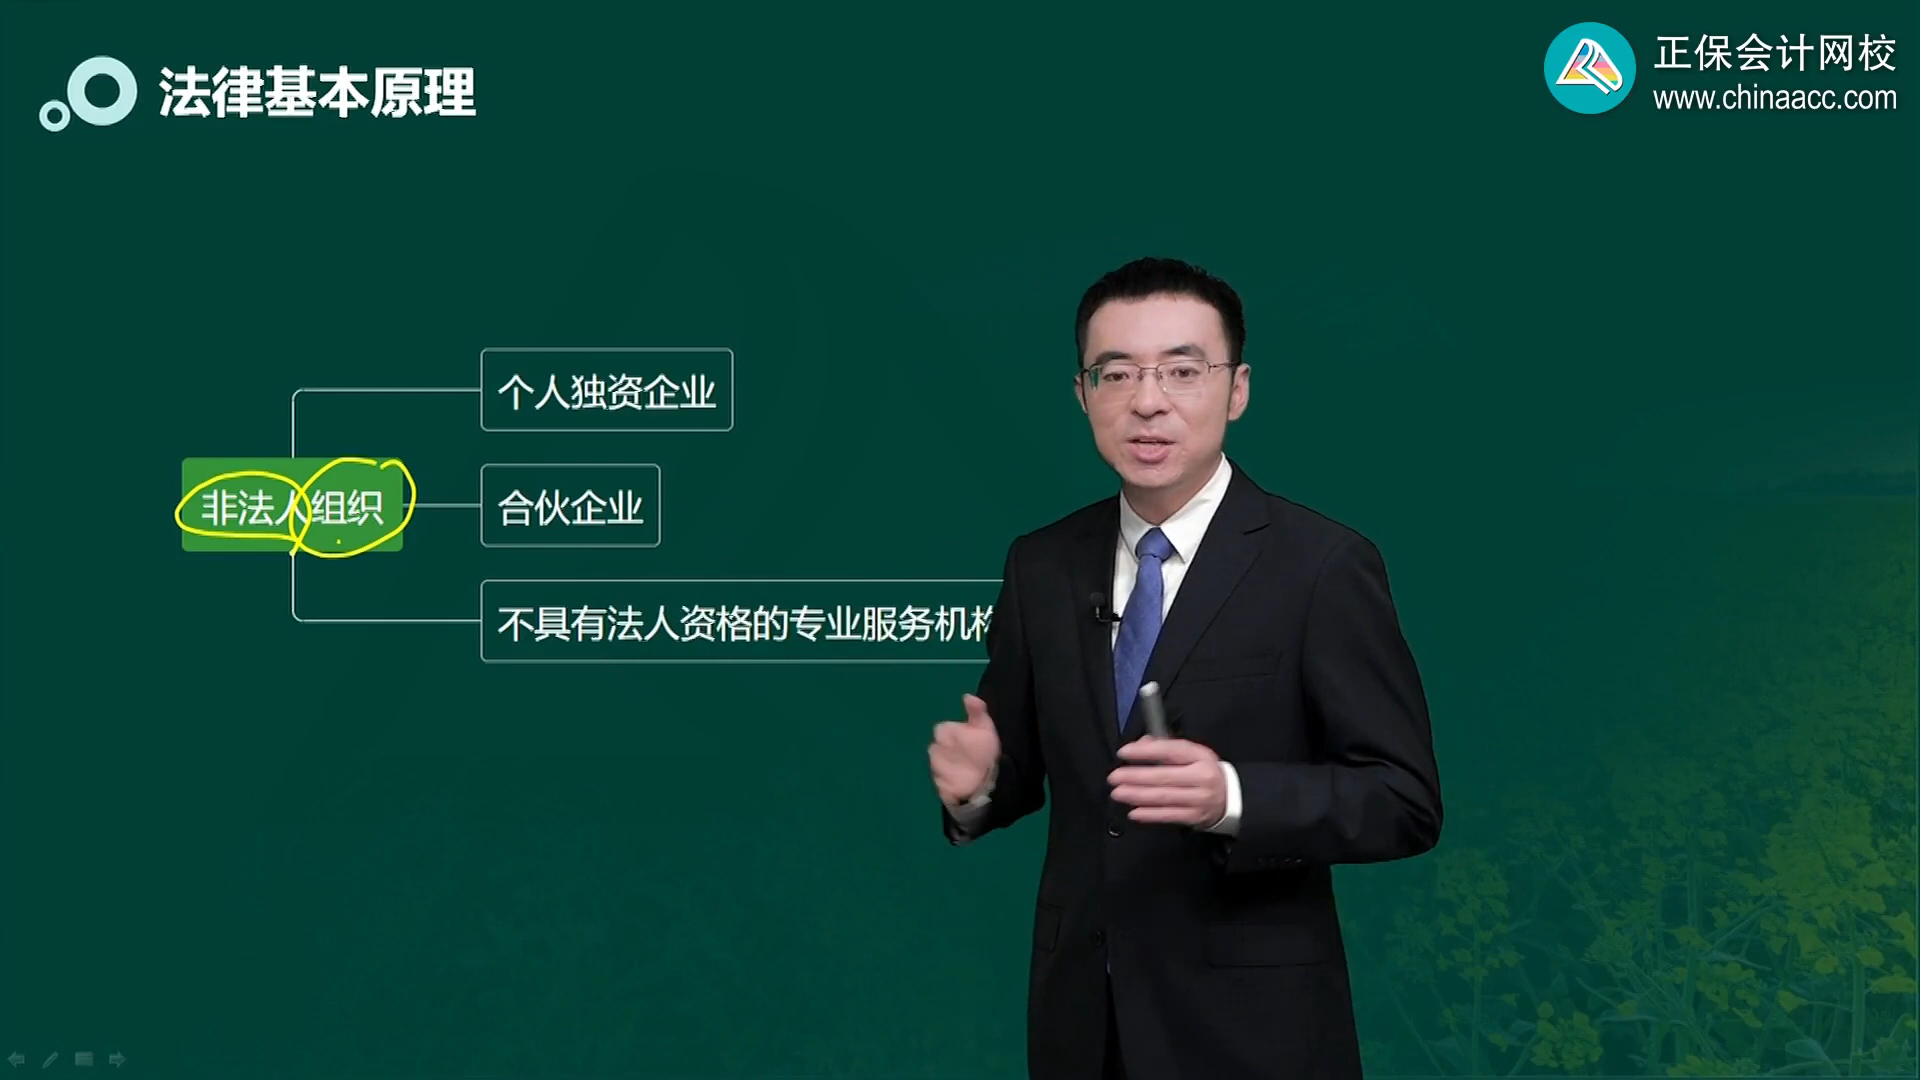 法律基本原理
正保会计网校
www.chinaacc.com
个人独资企业
非法人组织
合伙企业
不具有法人资格的专业服务机构